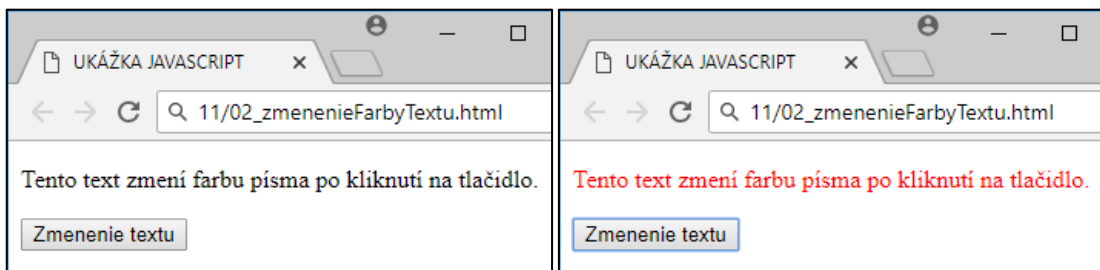 UKÁŽKA JAVASCRIPT
11/02_zmenenieFarbyTextu.html
Tento text zmení farbu písma po kliknutí na tlačidlo.
Zmenenie textu
UKÁŽKA JAVASCRIPT
11/02_zmenenieFarbyTextu.html
Tento text zmení farbu písma po kliknutí na tlačidlo.
Zmenenie textu